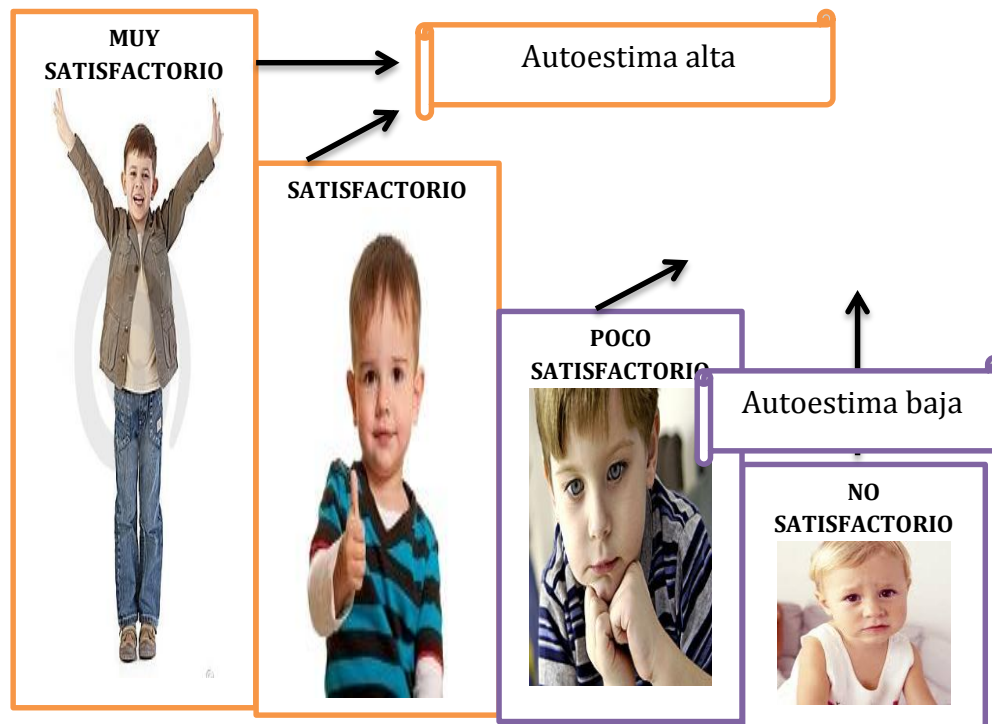 MUY
SATISFACTORIO
Autoestima alta
SATISFACTORIO
POCO
SATISFACTORIO
Autoestima baja
NO
SATISFACTORIO